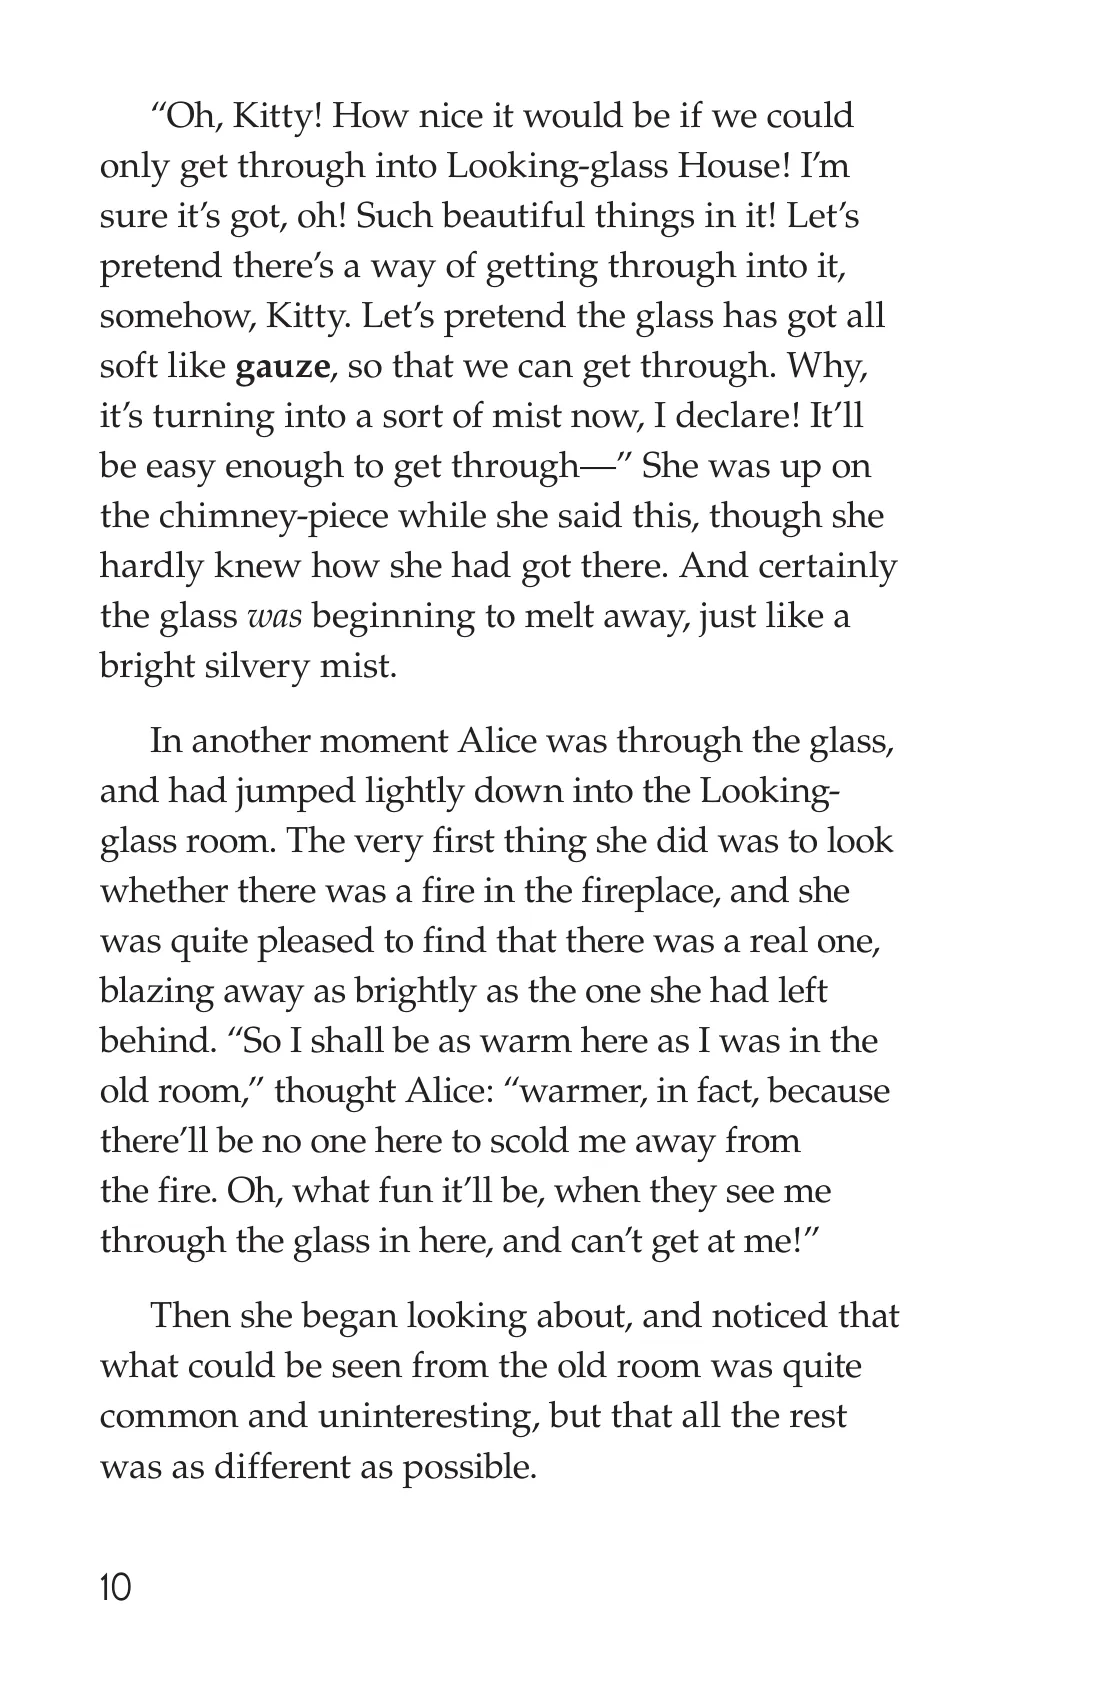 “Oh, Kitty! How nice it would be if we could
only get through into Looking-glass House! I’m
sure it’s got, oh! Such beautiful things in it! Let’s
pretend there’s a way of getting through into it,
somehow, Kitty. Let’s pretend the glass has got all
soft like gauze, so that we can get through. Why,
it’s turning into a sort of mist now, I declare! It’ll
be easy enough to get through—” She was up on
the chimney-piece while she said this, though she
hardly knew how she had got there. And certainly
the glass was beginning to melt away, just like a
bright silvery mist.
In another moment Alice was through the glass,
and had jumped lightly down into the Looking-
glass room. The very first thing she did was to look
whether there was a fire in the fireplace, and she
was quite pleased to find that there was a real one,
blazing away as brightly as the one she had left
behind. “So I shall be as warm here as I was in the
old room,” thought Alice: “warmer, in fact, because
there’ll be no one here to scold me away from
the fire. Oh, what fun it’ll be, when they see me
through the glass in here, and can’t get at me!”
Then she began looking about, and noticed that
what could be seen from the old room was quite
common and uninteresting, but that all the rest
was as different as possible.
10